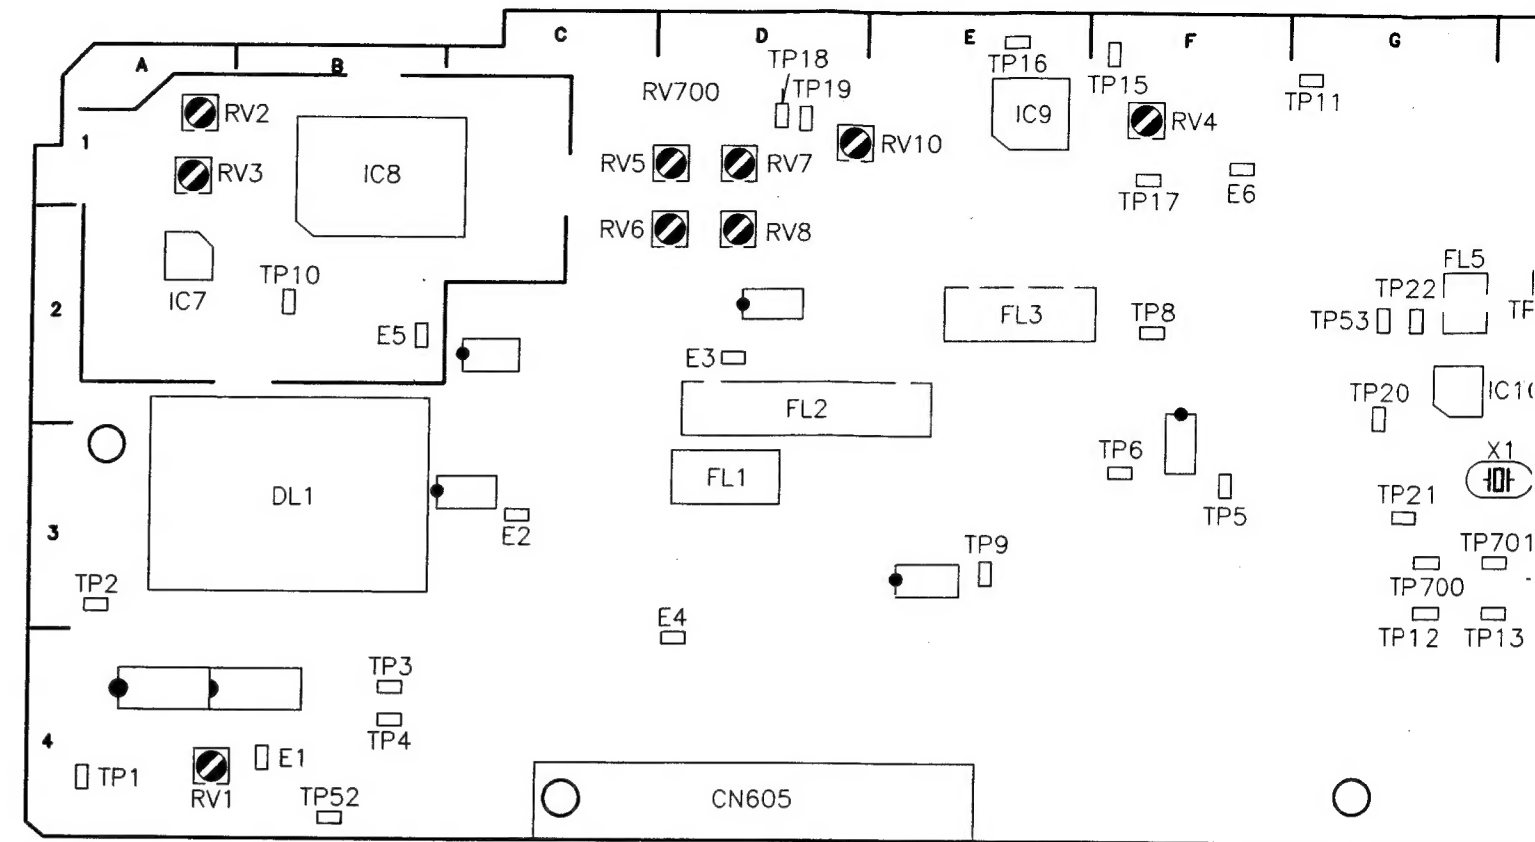 A
B
C
D
E
F
G
TP18
TP16
TP15
TP11
RV700
TP19
RV2
IC9
RV4
1
RV10
RV3
IC8
RV5
RV7
TP17
E6
RV6
RV8
IC7
TP10
FL5
TP22
2
E5
FL3
TP8
TP53
E3
FL2
TP20
TP6
X1
DL1
FL1
TP21
TP5
3
E2
TP9
TP701
TP2
TP700
E4
TP12
TP13
TP3
4
TP4
TP1
E1
RV1
TP52
CN605